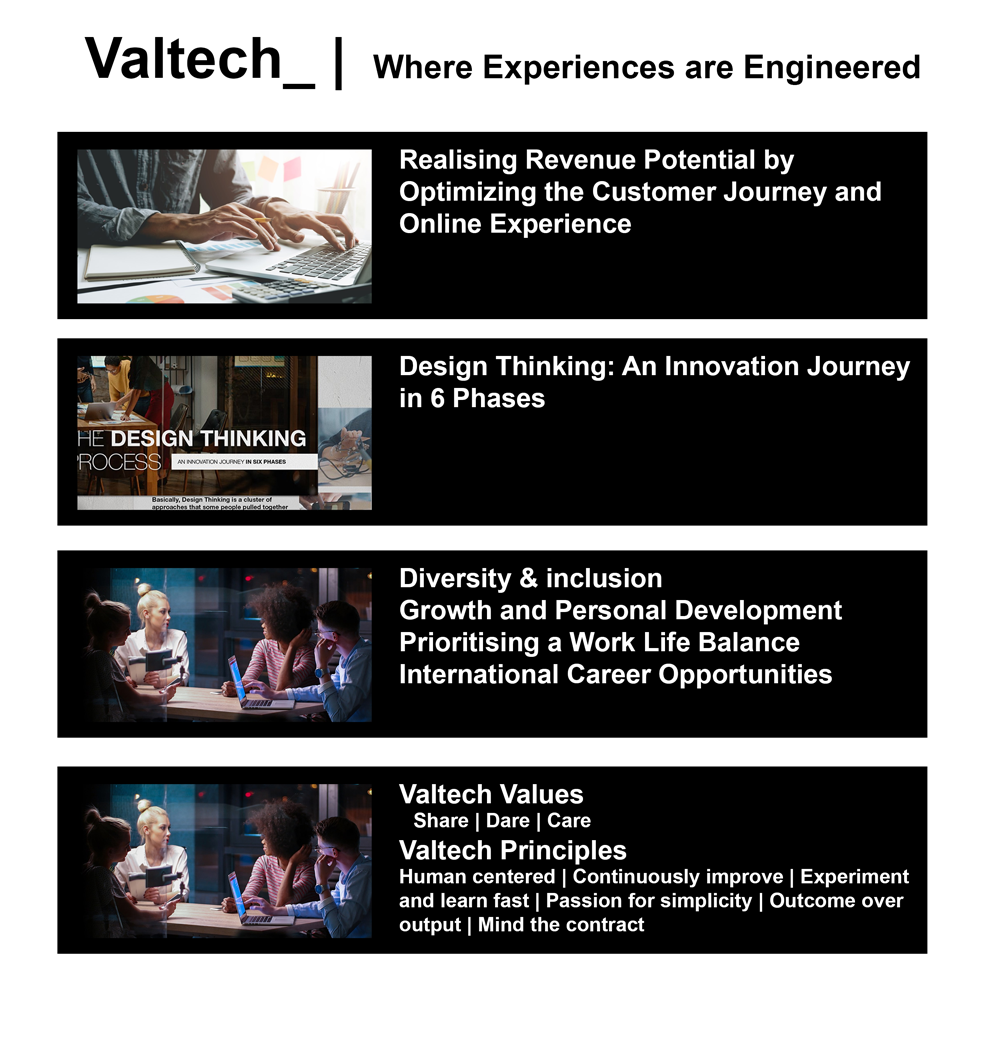 Valtech_ | Where Experiences are Engineered
Realising Revenue Potential by
Optimizing the Customer Journey and
Online Experience
HE DESIGN THINKING
PROCESS AN INNOVATION JOURNEY IN SIX PHASES
Basically, Design Thinking is a cluster of
approaches that some people pulled together
Design Thinking: An Innovation Journey
in 6 Phases
Diversity & inclusion
Growth and Personal Development
Prioritising a Work Life Balance
International Career Opportunities
Valtech Values
Share | Dare | Care
Valtech Principles
Human centered | Continuously improve | Experiment
and learn fast | Passion for simplicity | Outcome over
output | Mind the contract